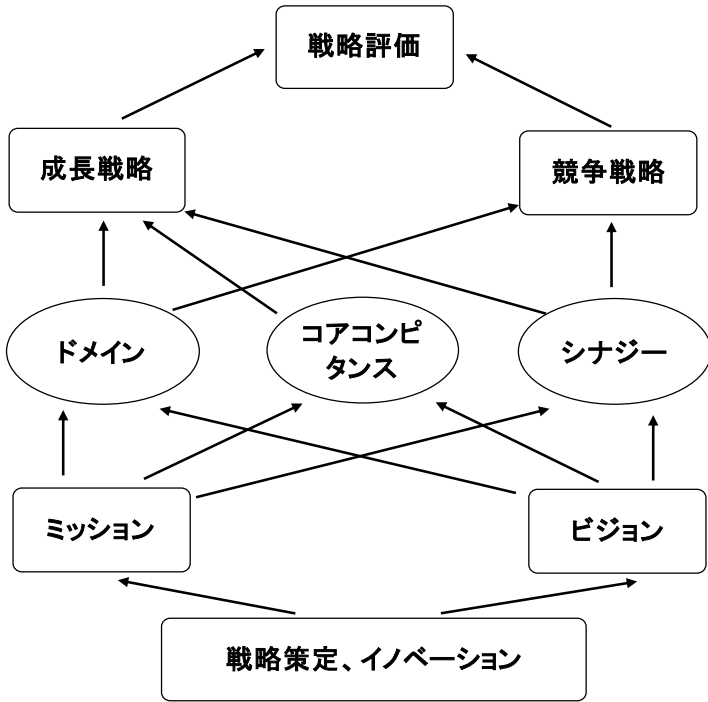 戦略評価
成長戦略
競争戦略
ドメイン
コアコンピ
タンス
シナジー
ミッション
ビジョン
戦略策定、イノベーション